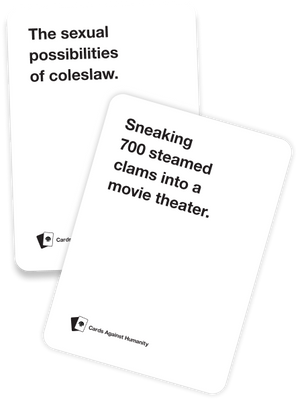 The sexual
possibilities
of coleslaw.
Cards
Sneaking
700 steamed
clams into a
movie theater.
Cards Against Humanity